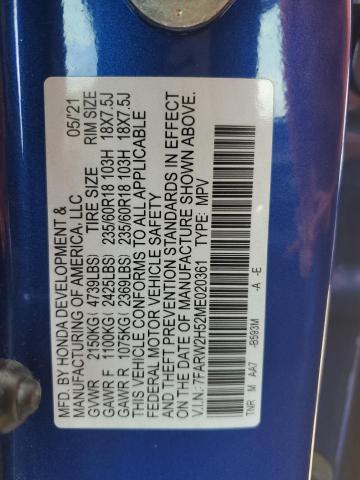 MFD. BY HONDA DEVELOPMENT &
MANUFACTURING OF AMERICA, LLC 05/'21
GVWR 2150KG( 4739LBS) TIRE SIZE RIM SIZE
GAWR F 1100KG( 2425LBS) 235/60R18 103H 18X7.5J
GAWR R 1075KG( 2369LBS) 235/60R18 103H 18X7.5J
THIS VEHICLE CONFORMS TO ALL APPLICABLE
FEDERAL MOTOR VEHICLE SAFETY
AND THEFT PREVENTION STANDARDS IN EFFECT
ON THE DATE OF MANUFACTURE SHOWN ABOVE.
V.I.N.: 7FARW2H52ME020361 TYPE: MPV
TNR M AA7 -B593M -A -E